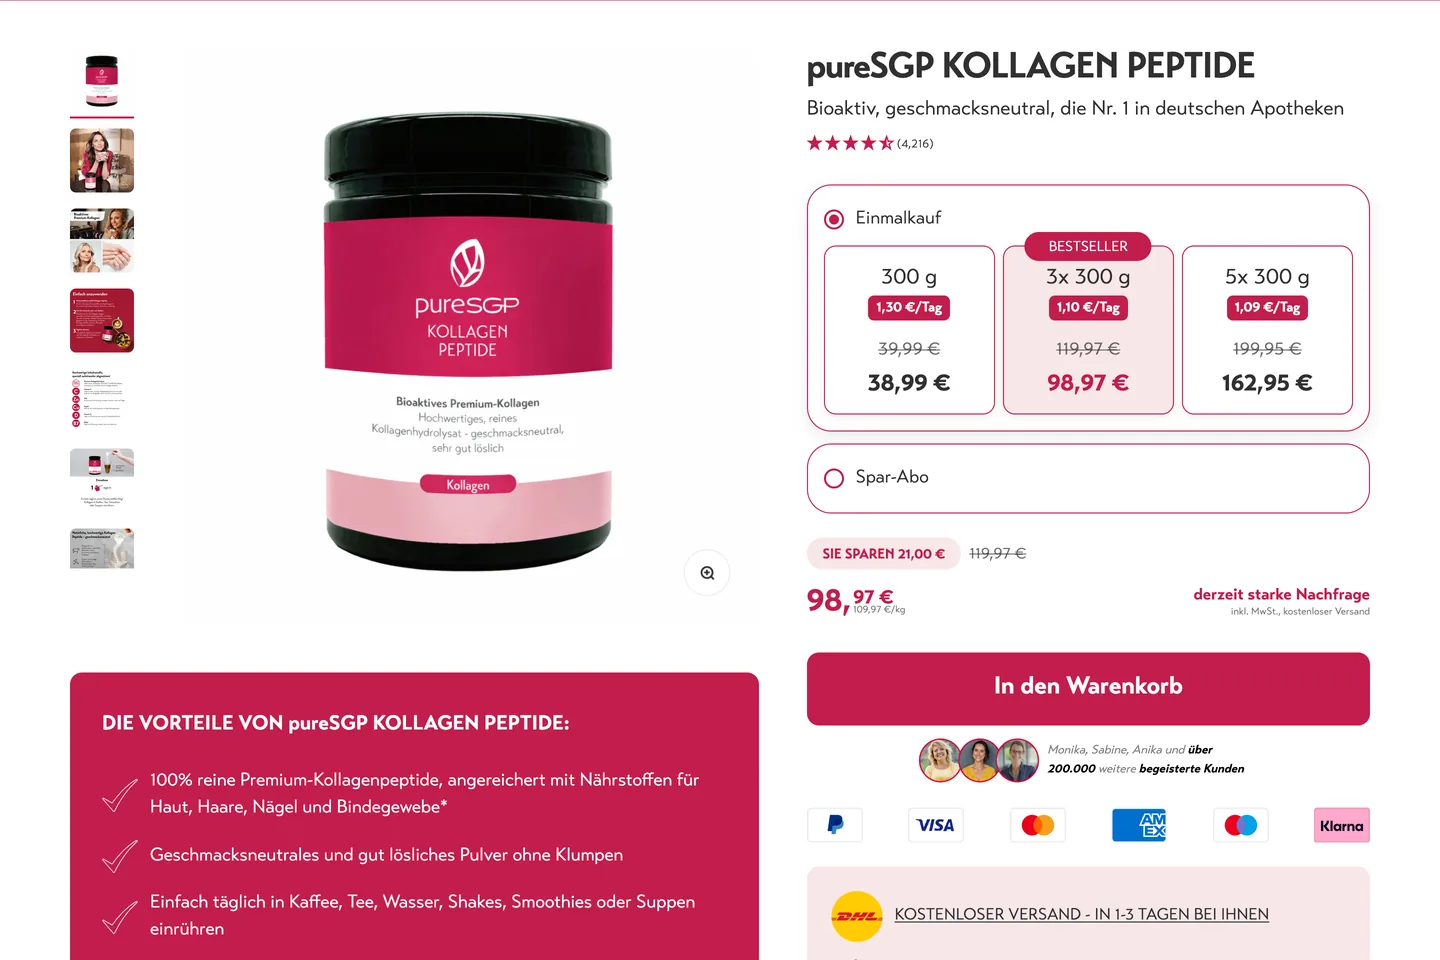 pureSGP KOLLAGEN PEPTIDE
Bioaktiv, geschmacksneutral, die Nr. 1 in deutschen Apotheken
(4,216)
Einmalkauf
300 g
1,30 €/Tag
39,99 €
38,99 €
BESTSELLER
3x 300 g
1,10 €/Tag
119,97 €
98,97 €
5x 300 g
1,09 €/Tag
199,95 €
162,95 €
Spar-Abo
SIE SPAREN 21,00 € 119,97 €
98,97 €
109,97 €/kg
derzeit starke Nachfrage
inkl. MwSt., kostenloser Versand
In den Warenkorb
Monika, Sabine, Anika und über
200.000 weitere begeisterte Kunden
VISA
AM
EX
Klarna
DHL
KOSTENLOSER VERSAND - IN 1-3 TAGEN BEI IHNEN
pureSGP
KOLLAGEN
PEPTIDE
Bioaktives Premium-Kollagen
Hochwertiges, reines
Kollagenhydrolysat - geschmacksneutral,
sehr gut löslich
Kollagen
DIE VORTEILE VON pureSGP KOLLAGEN PEPTIDE:
100% reine Premium-Kollagenpeptide, angereichert mit Nährstoffen für
Haut, Haare, Nägel und Bindegewebe*
Geschmacksneutrales und gut lösliches Pulver ohne Klumpen
Einfach täglich in Kaffee, Tee, Wasser, Shakes, Smoothies oder Suppen
einrühren